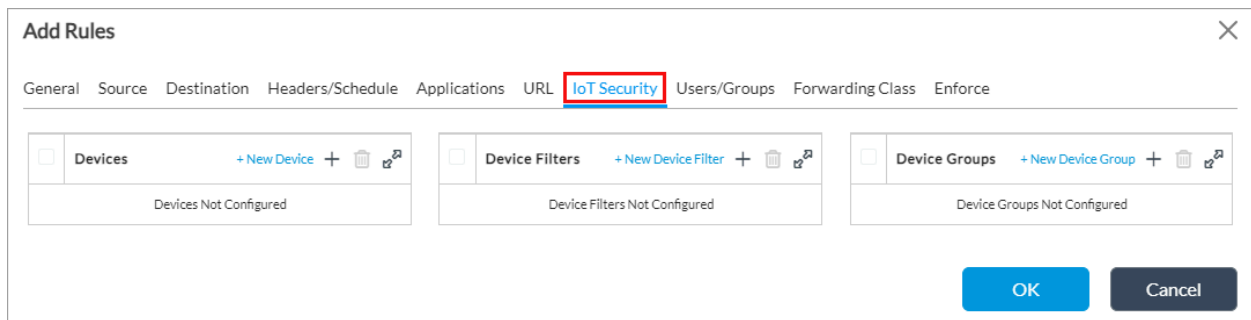 Add Rules
General Source Destination Headers/Schedule Applications URL IoT Security Users/Groups Forwarding Class Enforce
Devices + New Device Device Filters + New Device Filter Device Groups + New Device Group
Devices Not Configured Device Filters Not Configured Device Groups Not Configured
OK Cancel